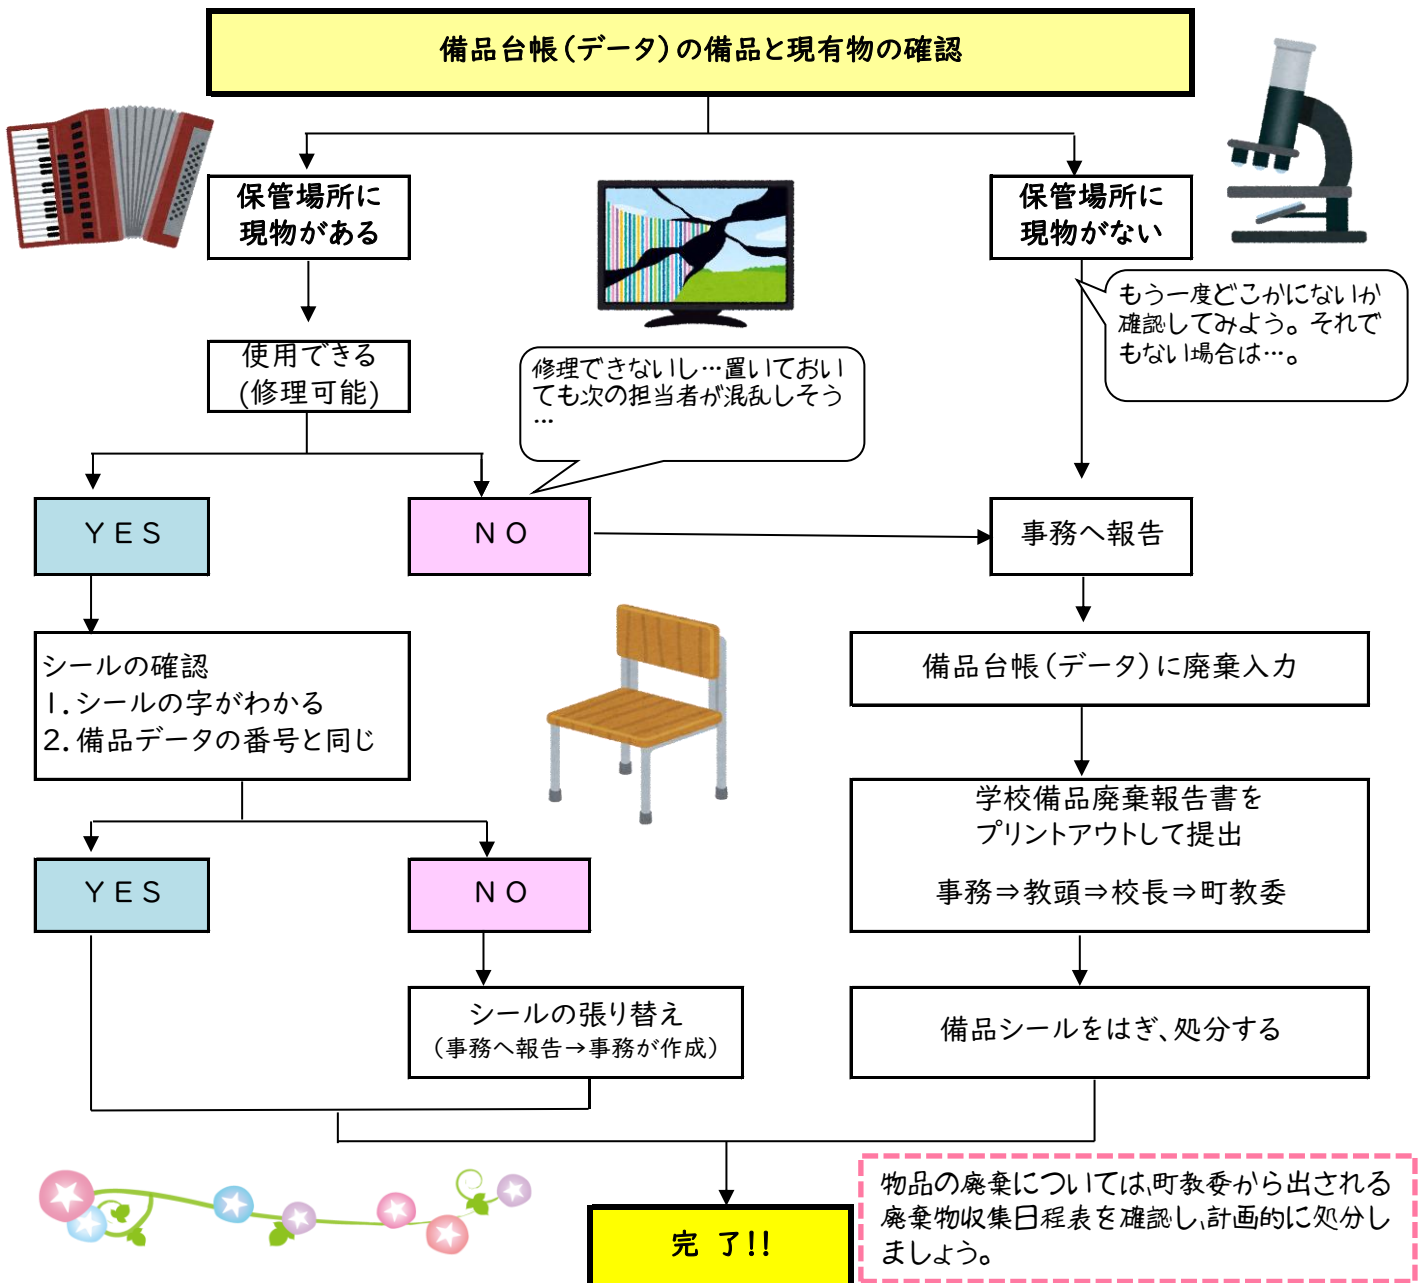 備品台帳(データ)の備品と現有物の確認
保管場所に
現物がある
保管場所に
現物がない
もう一度どこかにないか
確認してみよう。それで
もない場合は…。
使用できる
(修理可能)
修理できないし…置いておい
ても次の担当者が混乱しそう
…
YES
NO
事務へ報告
シールの確認
1.シールの字がわかる
2.備品データの番号と同じ
備品台帳(データ)に廃棄入力
学校備品廃棄報告書を
プリントアウトして提出
事務⇒教頭⇒校長⇒町教委
YES
NO
シールの張り替え
(事務へ報告→事務が作成)
備品シールをはぎ、処分する
物品の廃棄については、町教委から出される
廃棄物収集日程表を確認し、計画的に処分し
ましょう。
完 了!!